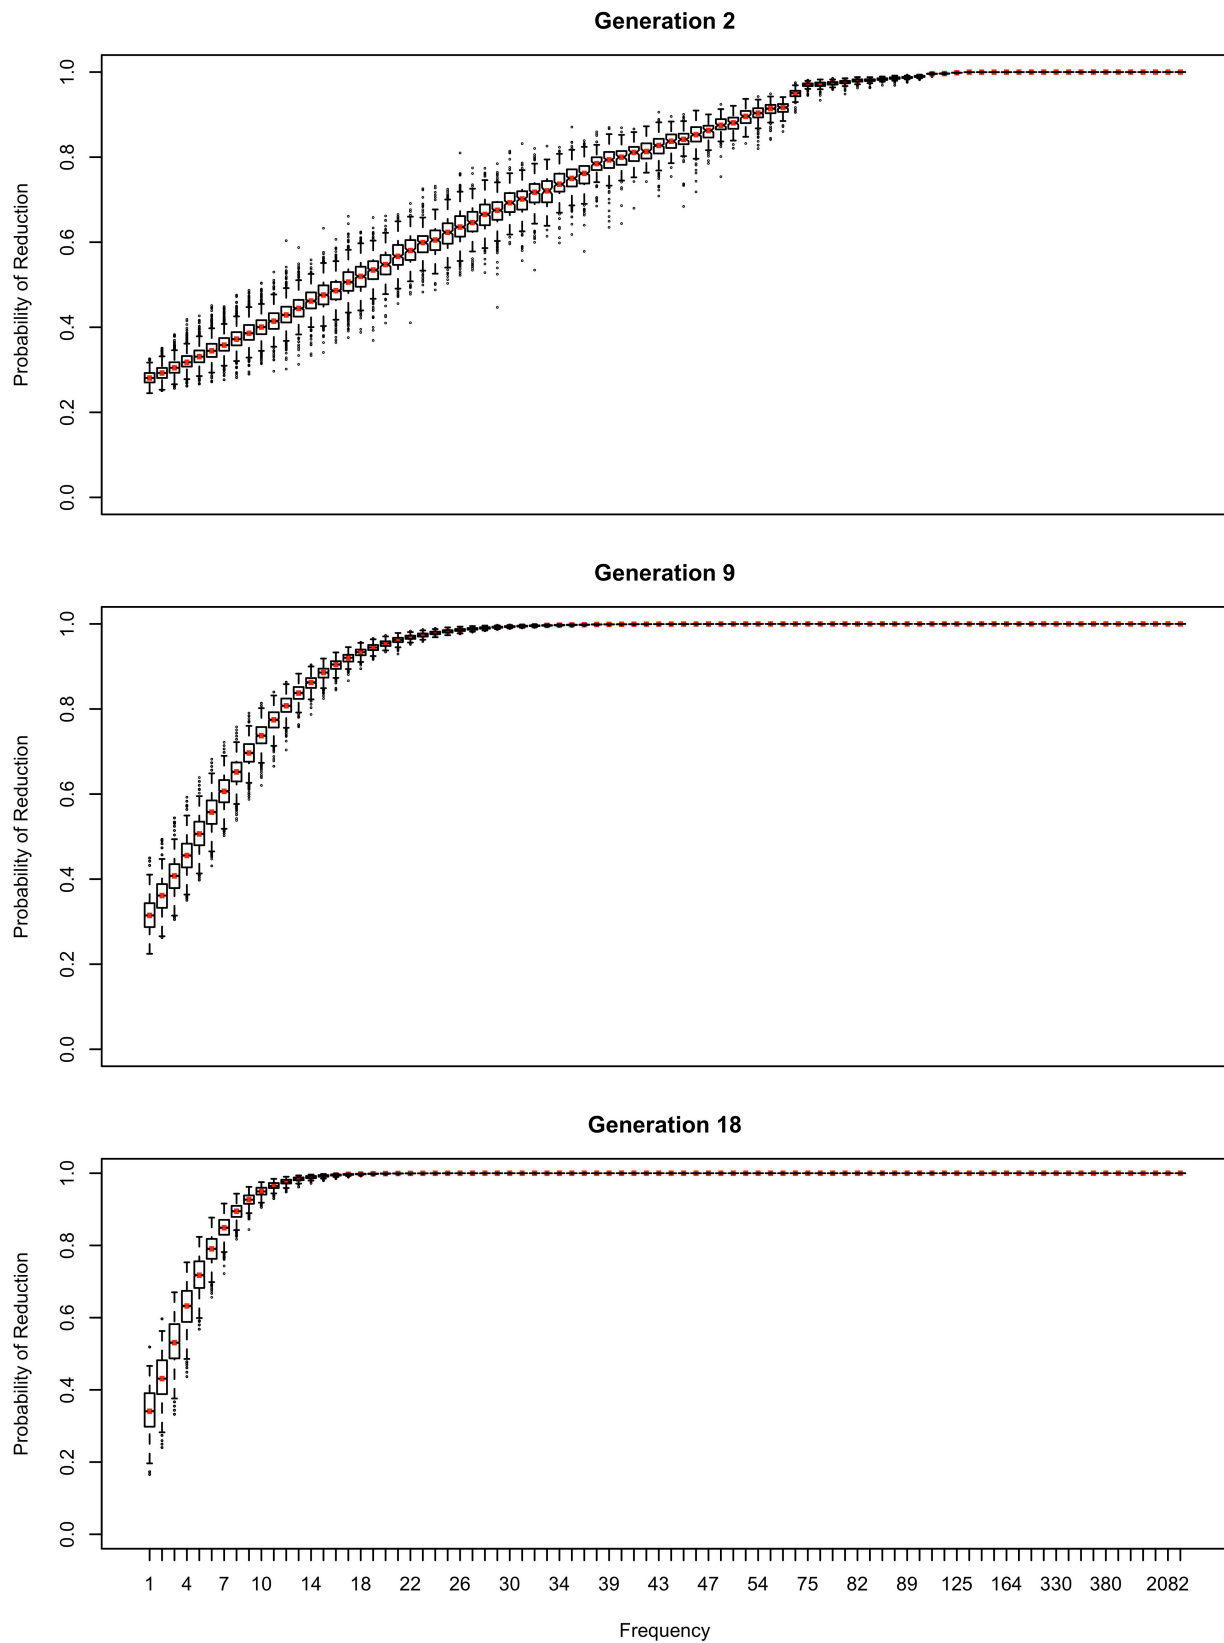 Generation 2
Probability of Reduction
1.0
0.8
0.6
0.4
0.2
0.0
Generation 9
Probability of Reduction
1.0
0.8
0.6
0.4
0.2
0.0
Generation 18
Probability of Reduction
1.0
0.8
0.6
0.4
0.2
0.0
1 4 7 10 14 18 22 26 30 34 39 43 47 54 75 82 89 125 164 330 380 2082
Frequency